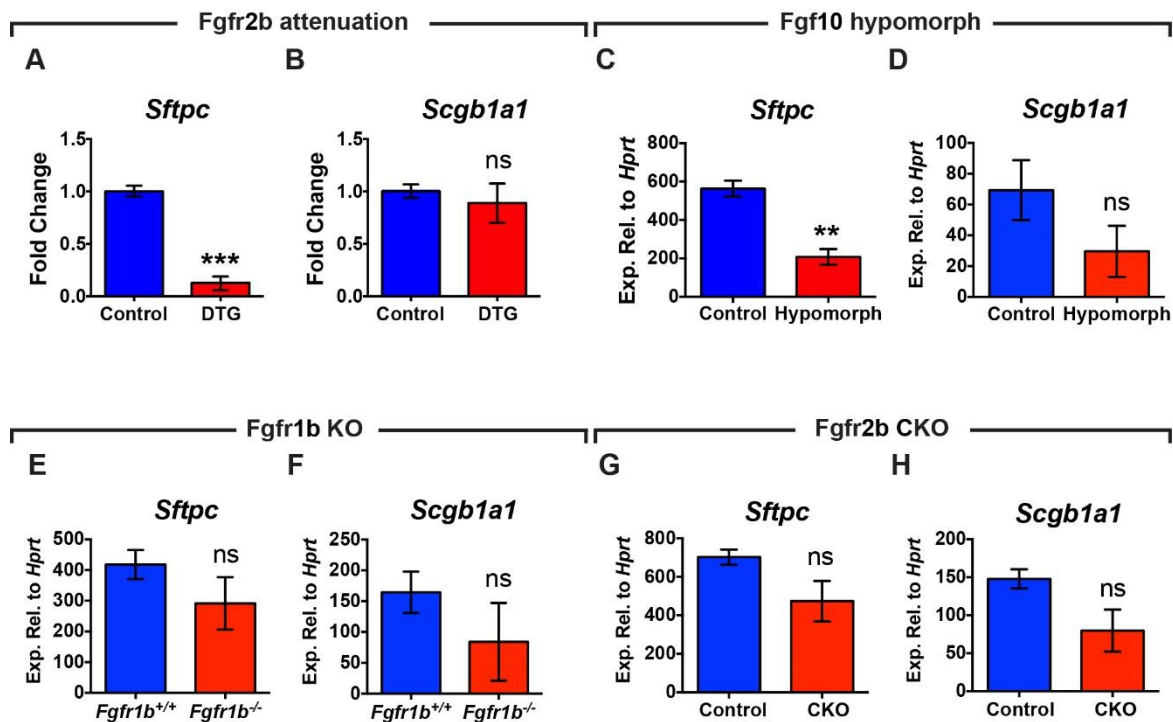 Fgfr2b attenuation
Fgf10 hypomorph
A
B
C
D
Sftpc
Scgb1a1
Sftpc
Scgb1a1
Fold Change
1.5
1.0
0.5
0.0
***
Control
DTG
Fold Change
1.5
1.0
0.5
0.0
ns
Control
DTG
Exp. Rel. to Hprt
800
600
400
200
0
**
Control
Hypomorph
Exp. Rel. to Hprt
100
80
60
40
20
0
ns
Control
Hypomorph
Fgfr1b KO
Fgfr2b CKO
E
F
G
H
Sftpc
Scgb1a1
Sftpc
Scgb1a1
Exp. Rel. to Hprt
500
400
300
200
100
0
ns
Fgfr1b+/+
Fgfr1b-/-
Exp. Rel. to Hprt
250
200
150
100
50
0
ns
Fgfr1b+/+
Fgfr1b-/-
Exp. Rel. to Hprt
800
600
400
200
0
ns
Control
CKO
Exp. Rel. to Hprt
200
150
100
50
0
ns
Control
CKO